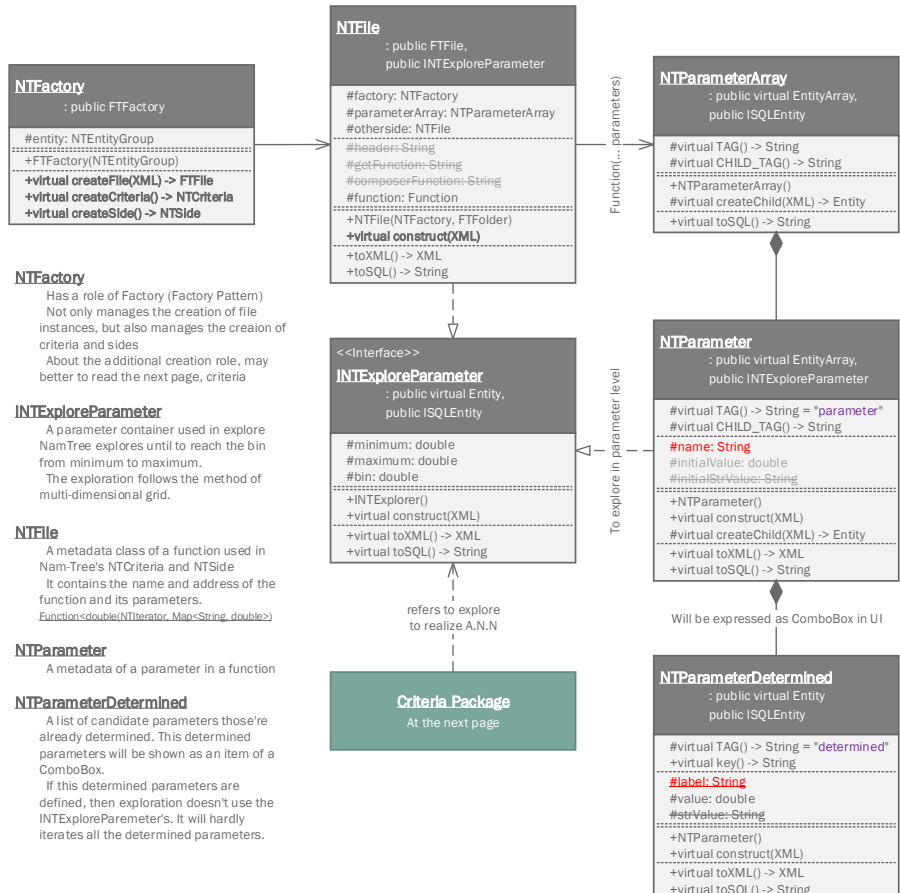 NTFactory
: public FTFactory
#entity: NTEntityGroup
+FTFactory(NTEntityGroup)
+virtual createFile(XML) -> FTFile
+virtual createCriteria() -> NTCriteria
+virtual createSide() -> NTSide
NTFile
: public FTFile,
public INTExploreParameter
#factory: NTFactory
#parameterArray: NTParameterArray
#otherside: NTFile
#header: String
#getFunction: String
#composerFunction: String
#function: Function
+NTFile(NTFactory, FTFolder)
+virtual construct(XML)
+toXML() -> XML
+toSQL() -> String
Function(... parameters)
NTParameterArray
: public virtual EntityArray,
public ISQLEntity
#virtual TAG() -> String
#virtual CHILD_TAG() -> String
+NTParameterArray()
#virtual createChild(XML) -> Entity
+virtual toSQL() -> String
NTFactory
Has a role of Factory (Factory Pattern)
Not only manages the creation of file
instances, but also manages the creaion of
criteria and sides
About the additional creation role, may
better to read the next page, criteria
INTExploreParameter
A parameter container used in explore
NamTree explores until to reach the bin
from minimum to maximum.
The exploration follows the method of
multi-dimensional grid.
NTFile
A metadata class of a function used in
Nam-Tree's NTCriteria and NTSide
It contains the name and address of the
function and its parameters.
Function<double(NTIterator, Map<String, double>)
NTParameter
A metadata of a parameter in a function
NTParameterDetermined
A list of candidate parameters those're
already determined. This determined
parameters will be shown as an item of a
ComboBox.
If this determined parameters are
defined, then exploration doesn't use the
INTExploreParemeter's. It will hardly
iterates all the determined parameters.
<<Interface>>
INTExploreParameter
: public virtual Entity,
public ISQLEntity
#minimum: double
#maximum: double
#bin: double
+INTExplorer()
+virtual construct(XML)
+virtual toXML() -> XML
+virtual toSQL() -> String
refers to explore
to realize A.N.N
Criteria Package
At the next page
To explore in parameter level
NTParameter
: public virtual EntityArray,
public INTExploreParameter
#virtual TAG() -> String = "parameter"
#virtual CHILD_TAG() -> String
#name: String
#initialValue: double
#initialStrValue: String
+NTParameter()
+virtual construct(XML)
#virtual createChild(XML) -> Entity
+virtual toXML() -> XML
+virtual toSQL() -> String
Will be expressed as ComboBox in UI
NTParameterDetermined
: public virtual Entity
public ISQLEntity
#virtual TAG() -> String = "determined"
+virtual key() -> String
#label: String
#value: double
#strValue: String
+NTParameter()
+virtual construct(XML)
+virtual toXML() -> XML
+virtual toSQL() -> String